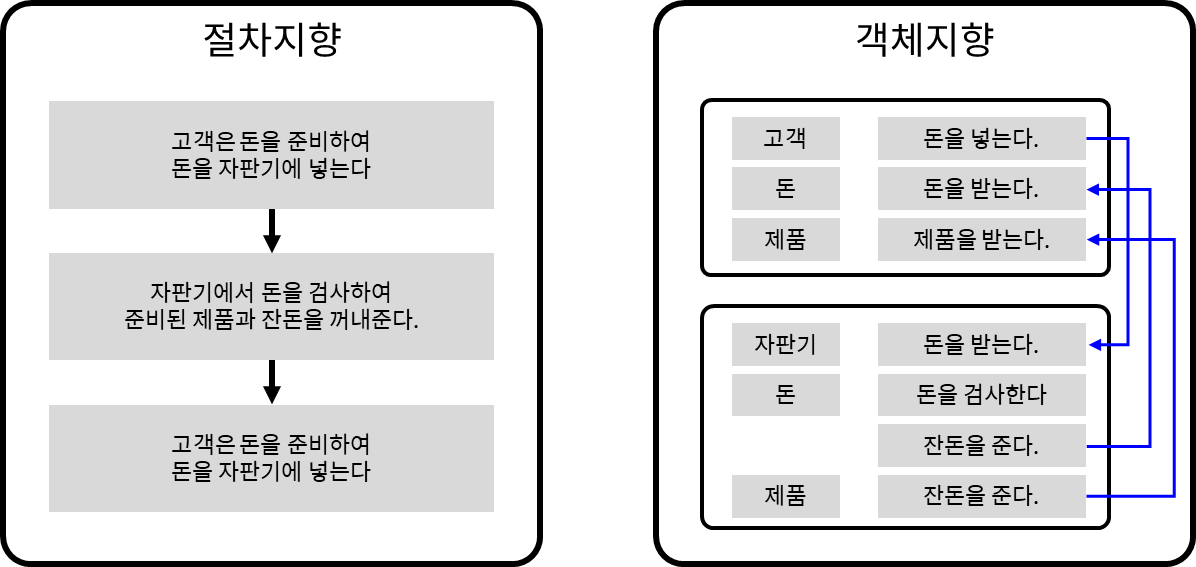 절차지향
고객은 돈을 준비하여
돈을 자판기에 넣는다
자판기에서 돈을 검사하여
준비된 제품과 잔돈을 꺼내준다.
고객은 돈을 준비하여
돈을 자판기에 넣는다
객체지향
고객 돈을 넣는다.
돈 돈을 받는다.
제품 제품을 받는다.
자판기 돈을 받는다.
돈 돈을 검사한다
잔돈을 준다.
제품 잔돈을 준다.